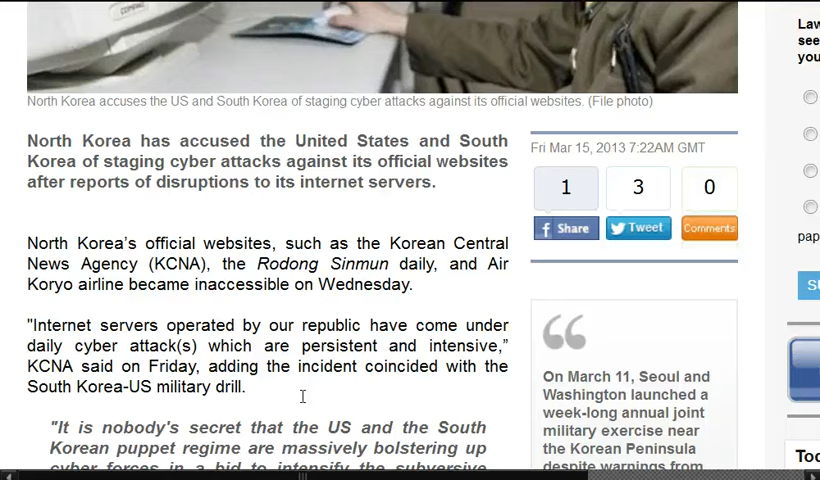 North Korea accuses the US and South Korea of staging cyber attacks against its official websites. (File photo)
North Korea has accused the United States and South
Korea of staging cyber attacks against its official websites
after reports of disruptions to its internet servers.
North Korea's official websites, such as the Korean Central
News Agency (KCNA), the Rodong Sinmun daily, and Air
Koryo airline became inaccessible on Wednesday.
"Internet servers operated by our republic have come under
daily cyber attack(s) which are persistent and intensive,”
KCNA said on Friday, adding the incident coincided with the
South Korea-US military drill.
"It is nobody's secret that the US and the South
Korean puppet regime are massively bolstering up
cyber forces in a bid to intensify the subversive
Fri Mar 15, 2013 7:22AM GMT
1 3 0
Share Tweet Comments
On March 11, Seoul and
Washington launched a
week-long annual joint
military exercise near
the Korean Peninsula
despite warnings from
Law
see
you
pap